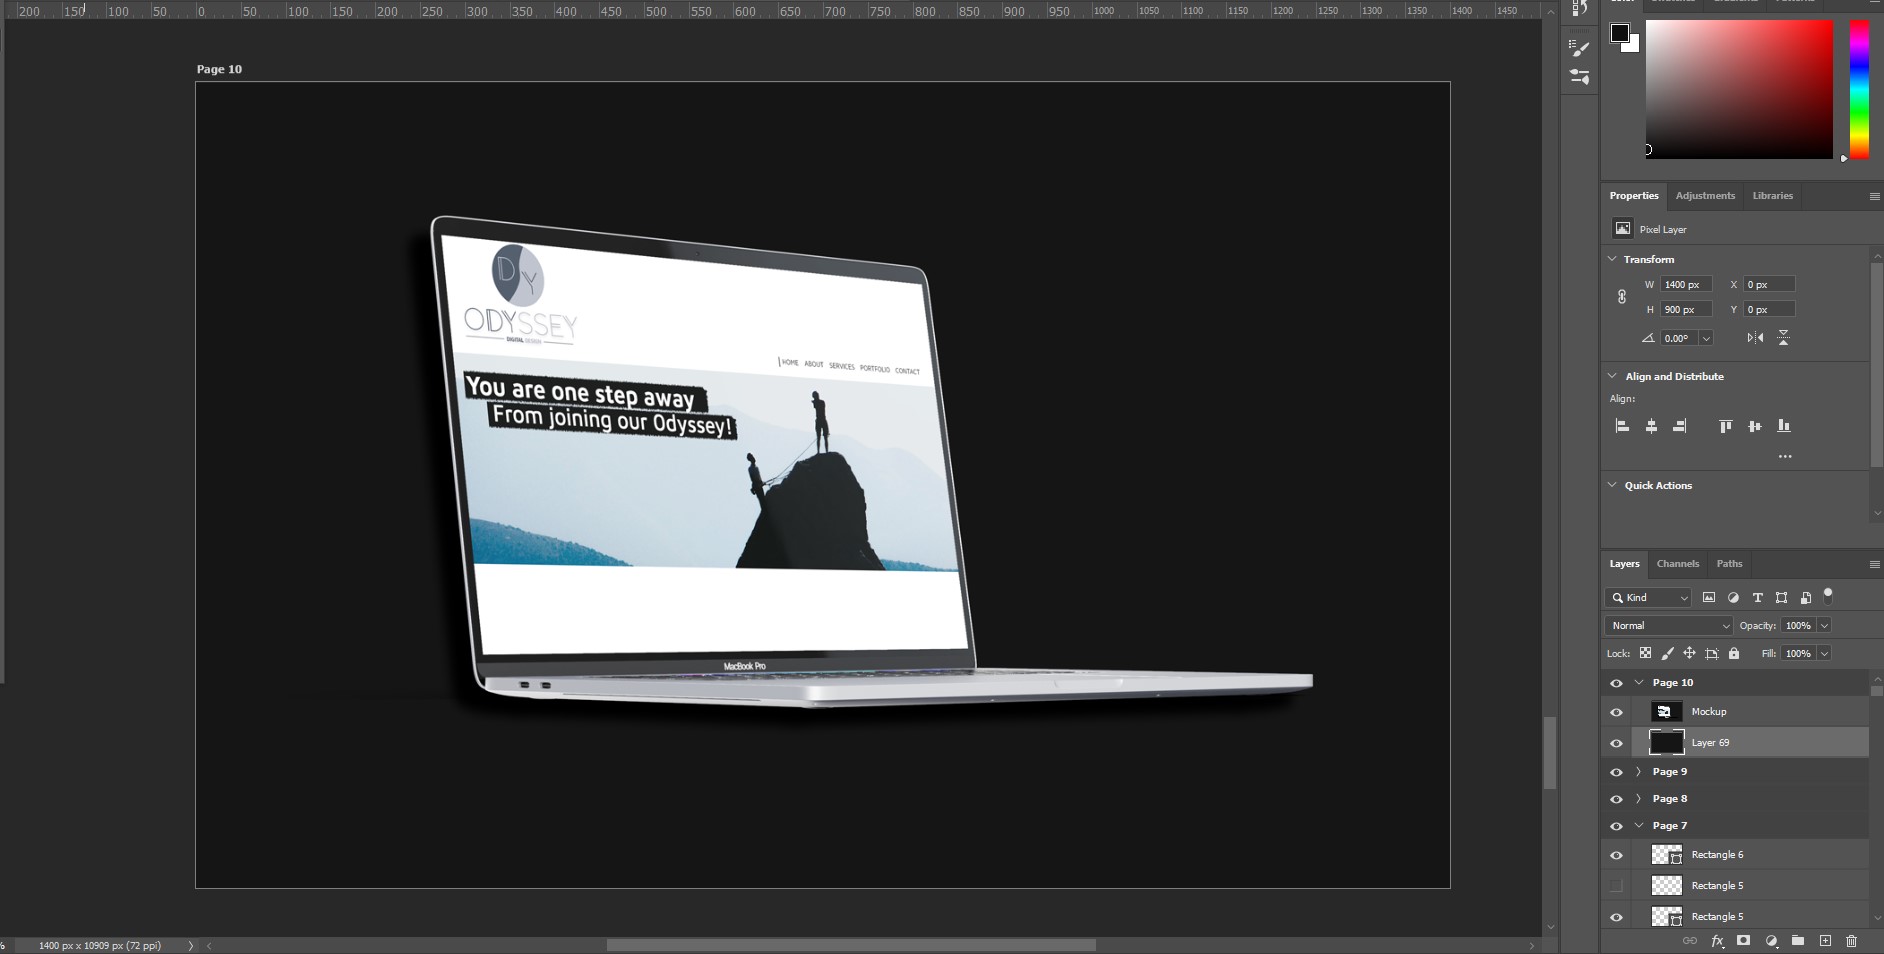 200 150 100 50 0 50 100 150 200 250 300 350 400 450 500 550 600 650 700 750 800 850 900 950 1000 1050 1100 1150 1200 1250 1300 1350 1400 1450
Page 10
DY
ODYSSEY
DIGITAL DESIGN
HOME ABOUT SERVICES PORTFOLIO CONTACT
You are one step away
From joining our Odyssey!
MacBook Pro
% 1400 px x 10909 px (72 ppi)
Properties Adjustments Libraries
Pixel Layer
Transform
W 1400 px X 0 px
H 900 px Y 0 px
0.00°
Align and Distribute
Align:
Quick Actions
Layers Channels Paths
Kind
Normal Opacity: 100%
Lock: Fill: 100%
Page 10
Mockup
Layer 69
Page 9
Page 8
Page 7
Rectangle 6
Rectangle 5
Rectangle 5
fx